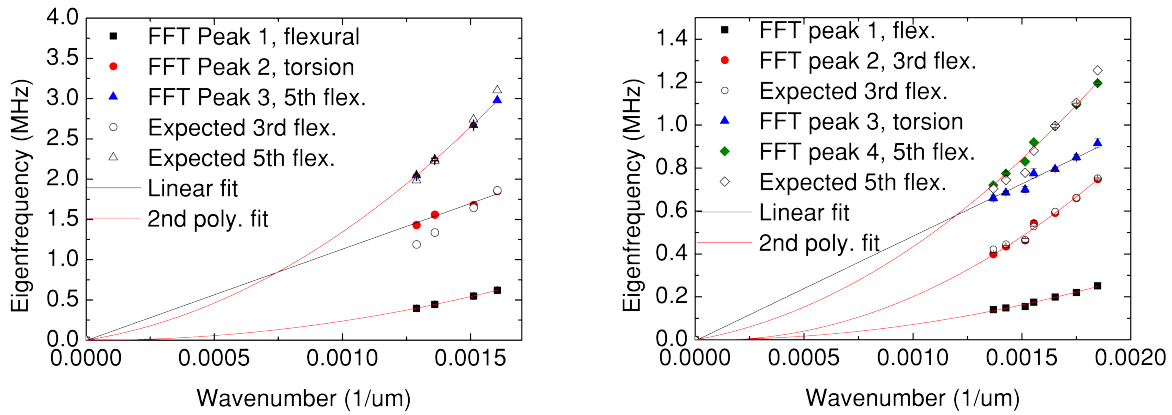 4.0
3.5
3.0
2.5
2.0
1.5
1.0
0.5
0.0
Eigenfrequency (MHz)
FFT Peak 1, flexural
FFT Peak 2, torsion
FFT Peak 3, 5th flex.
Expected 3rd flex.
Expected 5th flex.
Linear fit
2nd poly. fit
0.0000 0.0005 0.0010 0.0015
Wavenumber (1/um)
1.4
1.2
1.0
0.8
0.6
0.4
0.2
0.0
Eigenfrequency (MHz)
FFT peak 1, flex.
FFT peak 2, 3rd flex.
Expected 3rd flex.
FFT peak 3, torsion
FFT peak 4, 5th flex.
Expected 5th flex.
Linear fit
2nd poly. fit
0.0000 0.0005 0.0010 0.0015 0.0020
Wavenumber (1/um)